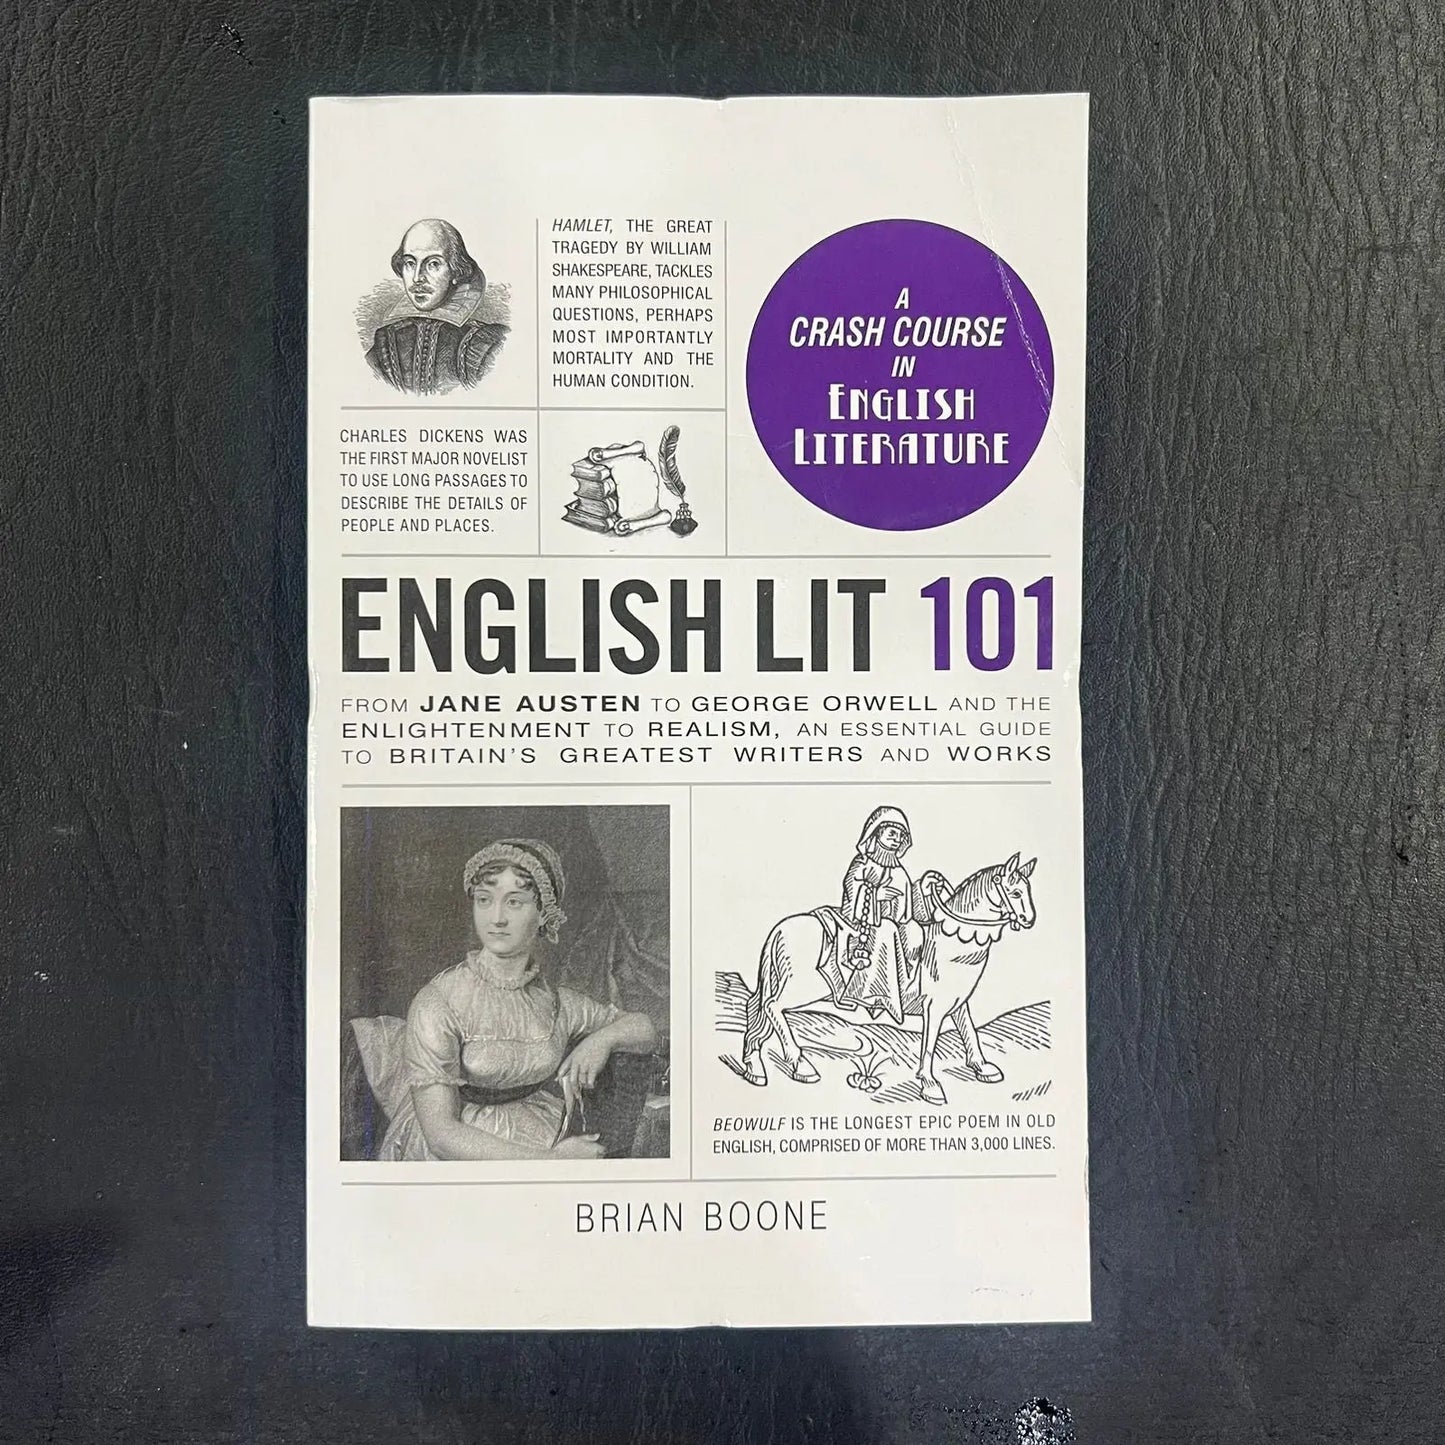 HAMLET, THE GREAT
TRAGEDY BY WILLIAM
SHAKESPEARE, TACKLES
MANY PHILOSOPHICAL
QUESTIONS, PERHAPS
MOST IMPORTANTLY
MORTALITY AND THE
HUMAN CONDITION.
A
CRASH COURSE
IN
ENGLISH
LITERATURE
CHARLES DICKENS WAS
THE FIRST MAJOR NOVELIST
TO USE LONG PASSAGES TO
DESCRIBE THE DETAILS OF
PEOPLE AND PLACES.
ENGLISH LIT 101
FROM JANE AUSTEN TO GEORGE ORWELL AND THE
ENLIGHTENMENT TO REALISM, AN ESSENTIAL GUIDE
TO BRITAIN'S GREATEST WRITERS AND WORKS
BEOWULF IS THE LONGEST EPIC POEM IN OLD
ENGLISH, COMPRISED OF MORE THAN 3,000 LINES.
BRIAN BOONE